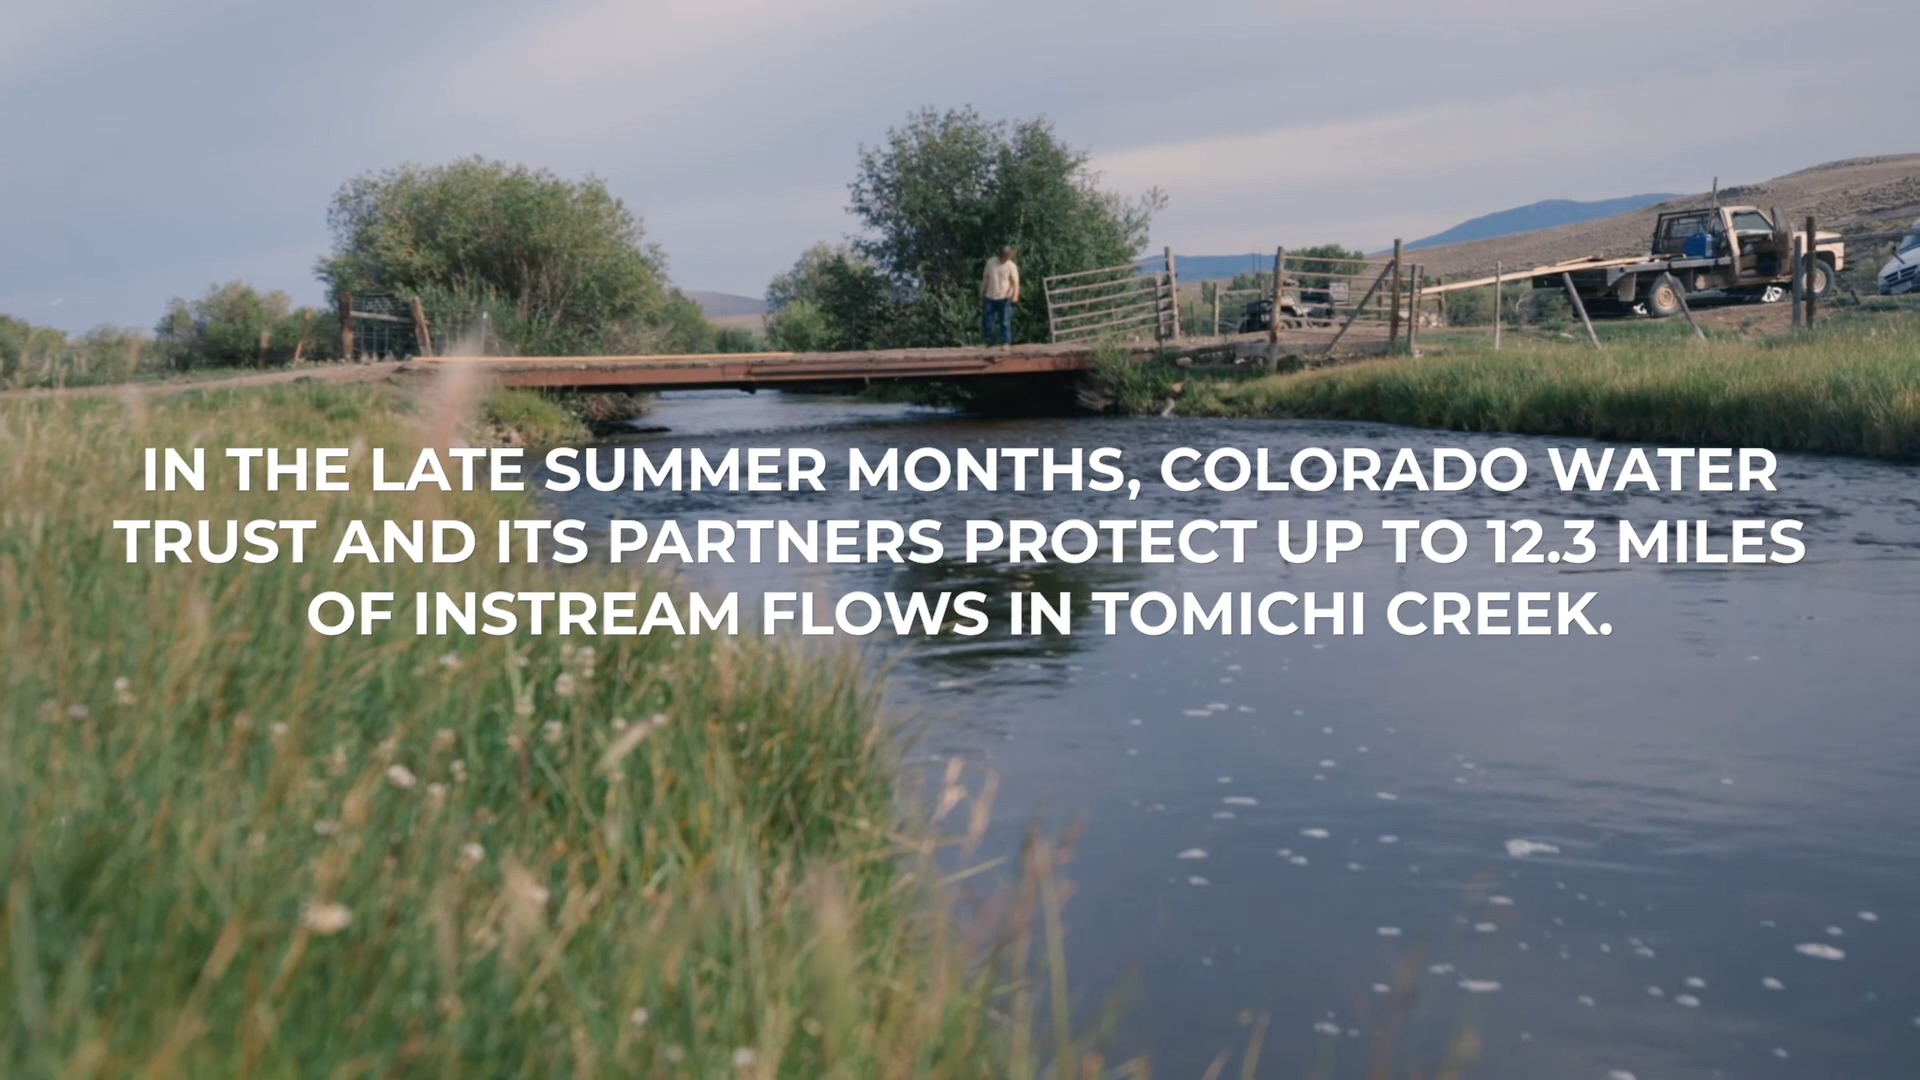 IN THE LATE SUMMER MONTHS, COLORADO WATER
TRUST AND ITS PARTNERS PROTECT UP TO 12.3 MILES
OF INSTREAM FLOWS IN TOMICHI CREEK.